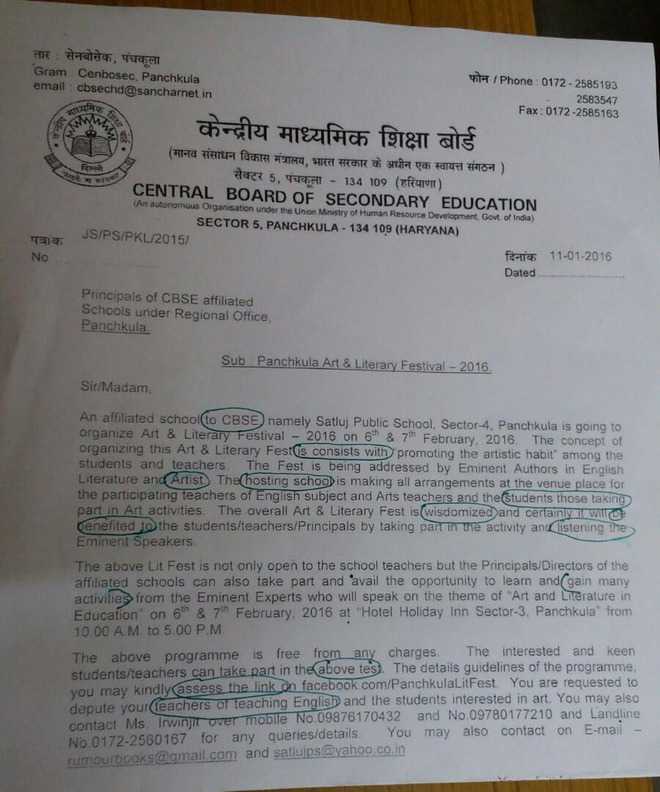 तार : सेनबोसेक, पंचकूला
Gram : Cenbosec, Panchkula
email : cbsechd@sancharnet.in
फोन / Phone : 0172 - 2585193
2583547
Fax : 0172 -2585163
केन्द्रीय माध्यमिक शिक्षा बोर्ड
(मानव संसाधन विकास मंत्रालय, भारत सरकार के अधीन एक स्वायत्त संगठन )
सेक्टर 5, पंचकूला - 134 109 (हरियाणा)
CENTRAL BOARD OF SECONDARY EDUCATION
(An autonomous Organisation under the Union Ministry of Human Resource Development, Govt. of India)
SECTOR 5, PANCHKULA - 134 109 (HARYANA)
पत्रांक JS/PS/PKL/2015/
No
दिनांक 11-01-2016
Dated
Principals of CBSE affiliated
Schools under Regional Office,
Panchkula.
Sub : Panchkula Art & Literary Festival – 2016.
Sir/Madam,
An affiliated school to CBSE namely Satluj Public School, Sector-4, Panchkula is going to
organize Art & Literary Festival – 2016 on 6th & 7th February, 2016. The concept of
organizing this Art & Literary Fest is consists with "promoting the artistic habit" among the
students and teachers. The Fest is being addressed by Eminent Authors in English
Literature and Artist. The hosting school is making all arrangements at the venue place for
the participating teachers of English subject and Arts teachers and the students those taking
part in Art activities. The overall Art & Literary Fest is wisdomized and certainly it will be
benefited to the students/teachers/Principals by taking part in the activity and listening the
Eminent Speakers.
The above Lit Fest is not only open to the school teachers but the Principals/Directors of the
affiliated schools can also take part and avail the opportunity to learn and gain many
activities from the Eminent Experts who will speak on the theme of "Art and Literature in
Education" on 6th & 7th February, 2016 at "Hotel Holiday Inn Sector-3, Panchkula" from
10.00 A.M. to 5.00 P.M.
The above programme is free from any charges. The interested and keen
students/teachers can take part in the above test. The details guidelines of the programme,
you may kindly assess the link on facebook.com/PanchkulaLitFest. You are requested to
depute your teachers of teaching English and the students interested in art. You may also
contact Ms. Irwinjit over mobile No.09876170432 and No.09780177210 and Landline
No.0172-2560167 for any queries/details. You may also contact on E-mail –
rumourbooks@gmail.com and satlujps@yahoo.co.in